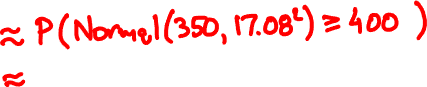 ≈ P(Normal(350, 17.08²) ≥ 400 )
≈